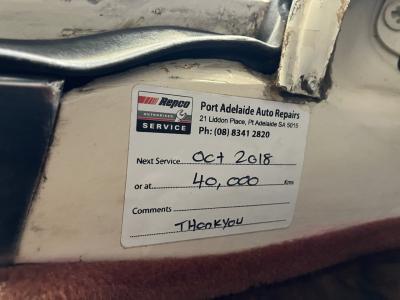 REPCO
AUTHORISED
SERVICE
Port Adelaide Auto Repairs
21 Liddon Place, Pt Adelaide SA 5015
Ph: (08) 8341 2820
Next Service Oct 2018
or at 40,000 Kms
Comments
THANKYOU